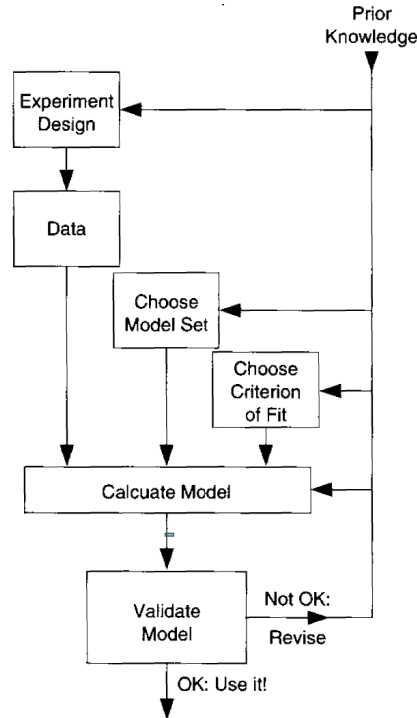 Prior
Knowledge
Experiment
Design
Data
Choose
Model Set
Choose
Criterion
of Fit
Calcuate Model
Validate
Model
Not OK:
Revise
OK: Use it!